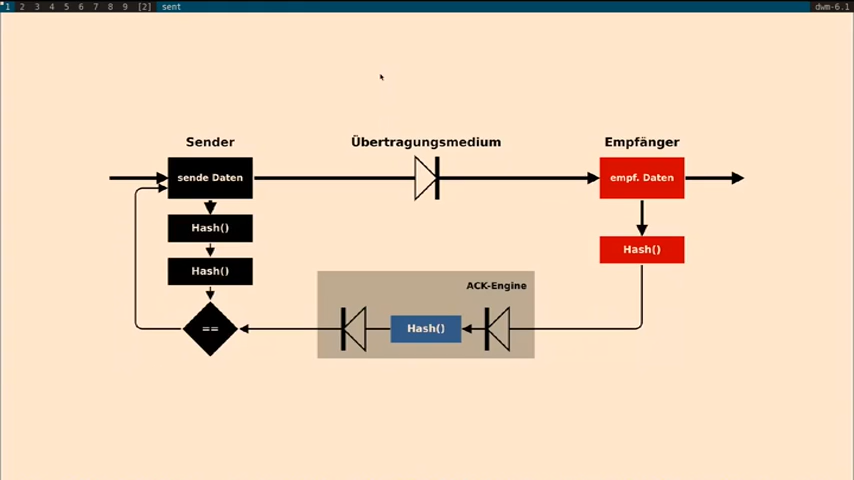 1 2 3 4 5 6 7 8 9 [2] sent dwm-6.1
Sender Übertragungsmedium Empfänger
sende Daten empf. Daten
Hash()
Hash()
Hash()
ACK-Engine
== Hash()